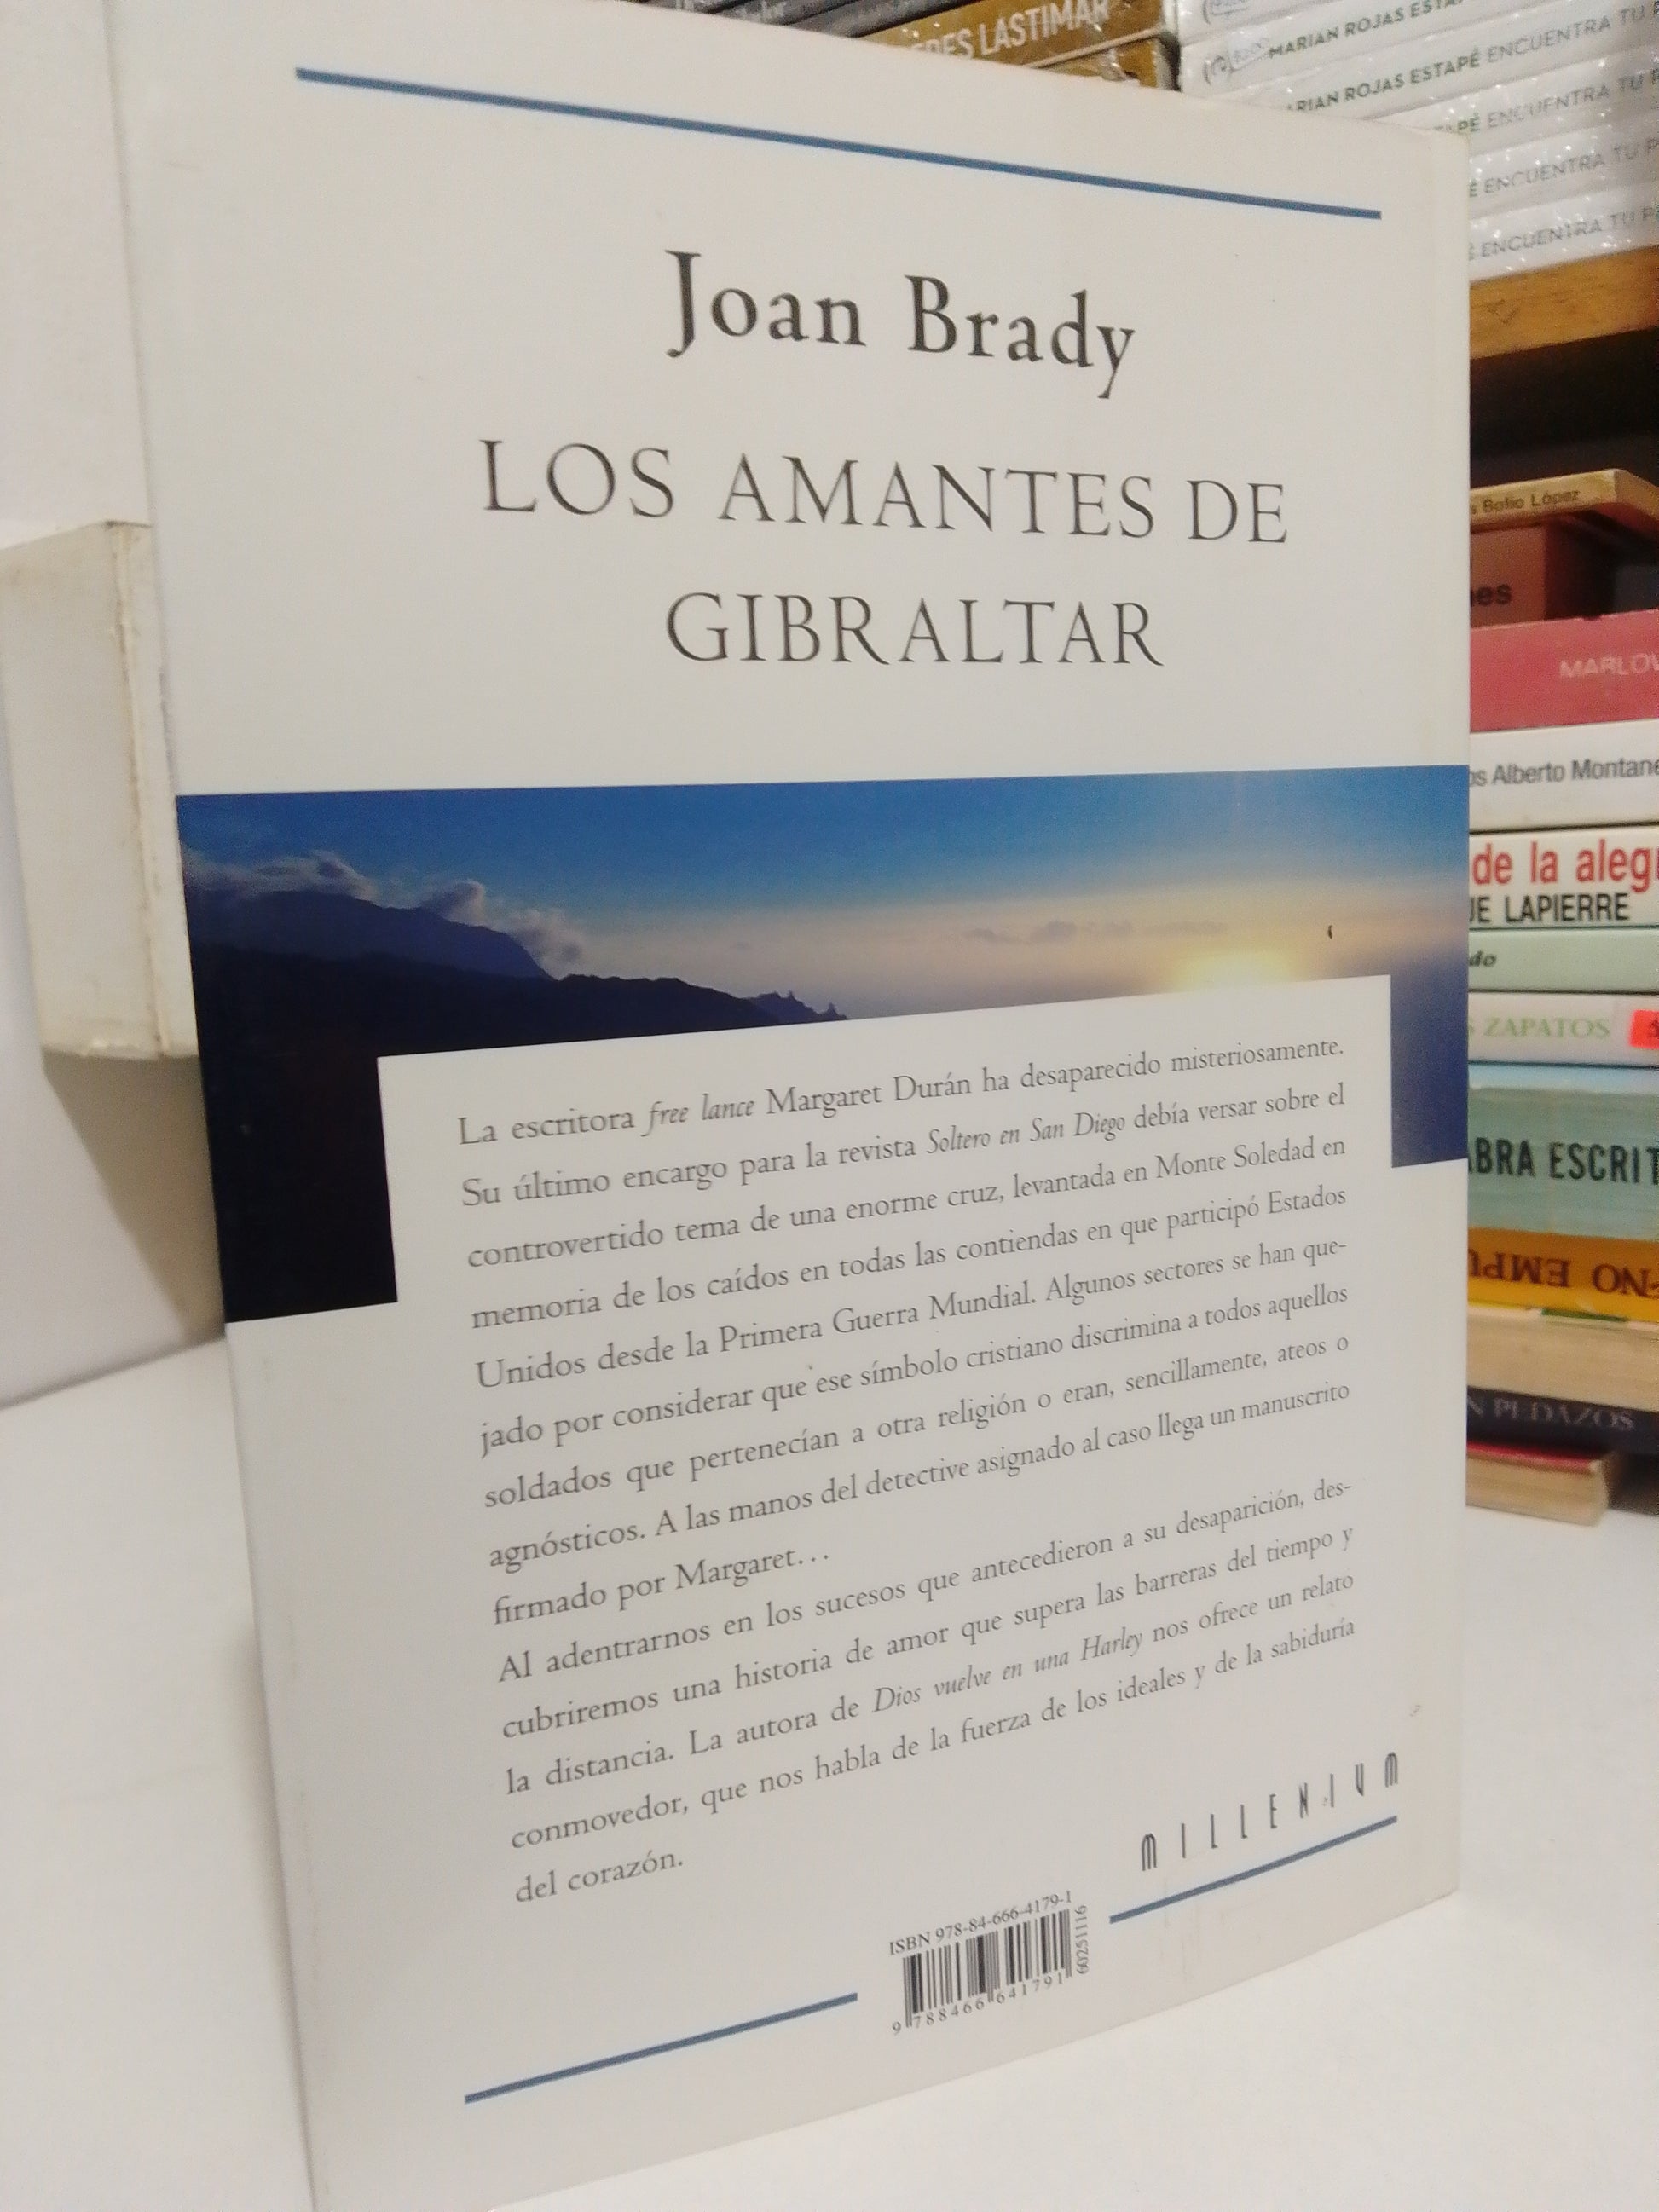 Joan Brady
LOS AMANTES DE
GIBRALTAR
La escritora free lance Margaret Durán ha desaparecido misteriosamente.
Su último encargo para la revista Soltero en San Diego debía versar sobre el
controvertido tema de una enorme cruz, levantada en Monte Soledad en
memoria de los caídos en todas las contiendas en que participó Estados
Unidos desde la Primera Guerra Mundial. Algunos sectores se han que-
jado por considerar que ese símbolo cristiano discrimina a todos aquellos
soldados que pertenecían a otra religión o eran, sencillamente, ateos o
agnósticos. A las manos del detective asignado al caso llega un manuscrito
firmado por Margaret...
Al adentrarnos en los sucesos que antecedieron a su desaparición, des-
cubriremos una historia de amor que supera las barreras del tiempo y
la distancia. La autora de Dios vuelve en una Harley nos ofrece un relato
conmovedor, que nos habla de la fuerza de los ideales y de la sabiduría
del corazón.
MILLENIUM
ISBN 978-84-666-4179-1
9 788466 641791
60251116
LASTIMAR
MARIAN ROJAS
MARIAN ROJAS ESTAPÉ ENCUENTRA TU
ENCUENTRA TU
ENCUENTRA TU
ENCUENTRA TU
Bolio López
MARLOW
Alberto Montane
de la aleg
LAPIERRE
ZAPATOS
ABRA ESCRIT
NO EMPU
N PEDAZOS